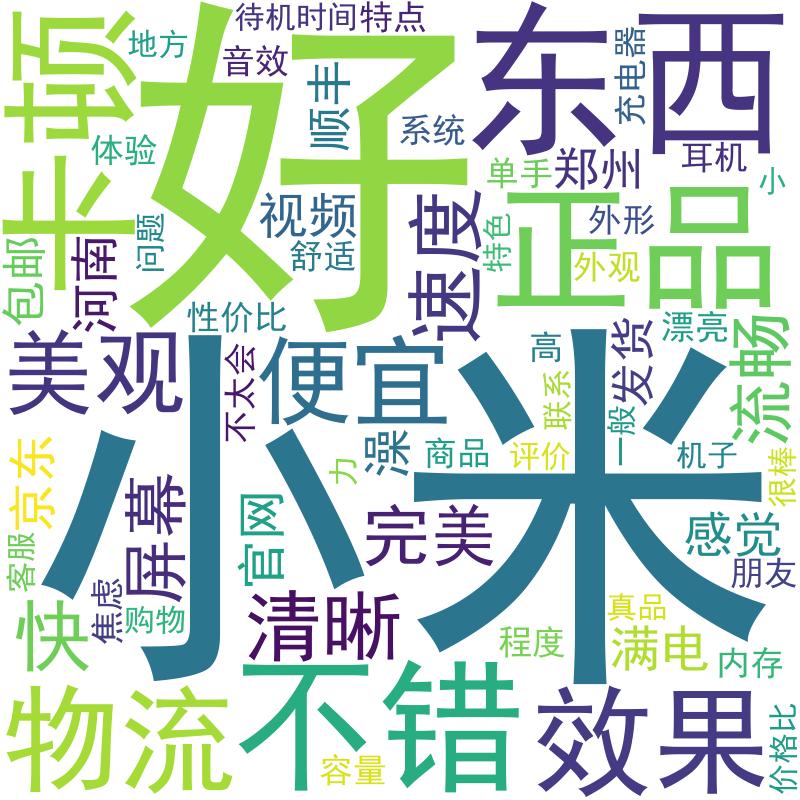 待机时间
特点
好
东西
卡顿
地方
音效
顺丰
充电器
系统
体验
单手
郑州
耳机
小
视频
速度
外形
正品
包邮
河南
问题
舒适
特色
外观
性价比
发货
漂亮
流畅
美观
小米
便宜
高
不太会
联系
一般
澡
商品
评价
机子
力
很棒
京东
屏幕
官网
完美
感觉
朋友
客服
焦虑
购物
快
清晰
真品
程度
满电
内存
物流
不错
效果
容量
价格比